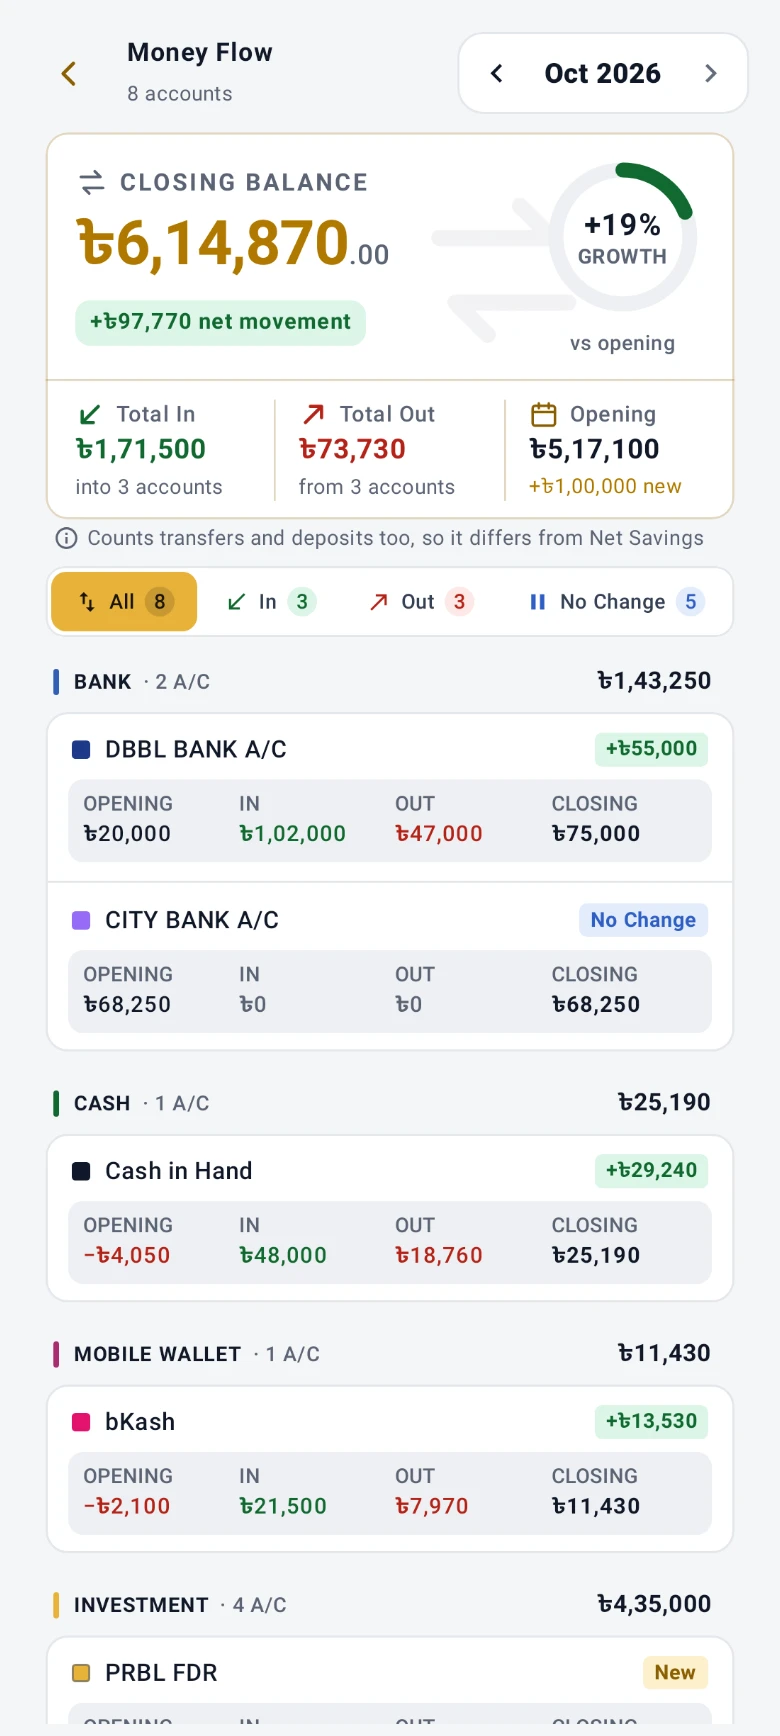 Money Flow
8 accounts
Oct 2026
CLOSING BALANCE
৳6,14,870.00
+৳97,770 net movement
+19%
GROWTH
vs opening
Total In
৳1,71,500
into 3 accounts
Total Out
৳73,730
from 3 accounts
Opening
৳5,17,100
+৳1,00,000 new
Counts transfers and deposits too, so it differs from Net Savings
All 8 In 3 Out 3 No Change 5
BANK · 2 A/C ৳1,43,250
DBBL BANK A/C +৳55,000
OPENING IN OUT CLOSING
৳20,000 ৳1,02,000 ৳47,000 ৳75,000
CITY BANK A/C No Change
OPENING IN OUT CLOSING
৳68,250 ৳0 ৳0 ৳68,250
CASH · 1 A/C ৳25,190
Cash in Hand +৳29,240
OPENING IN OUT CLOSING
−৳4,050 ৳48,000 ৳18,760 ৳25,190
MOBILE WALLET · 1 A/C ৳11,430
bKash +৳13,530
OPENING IN OUT CLOSING
−৳2,100 ৳21,500 ৳7,970 ৳11,430
INVESTMENT · 4 A/C ৳4,35,000
PRBL FDR New
OPENING IN OUT CLOSING